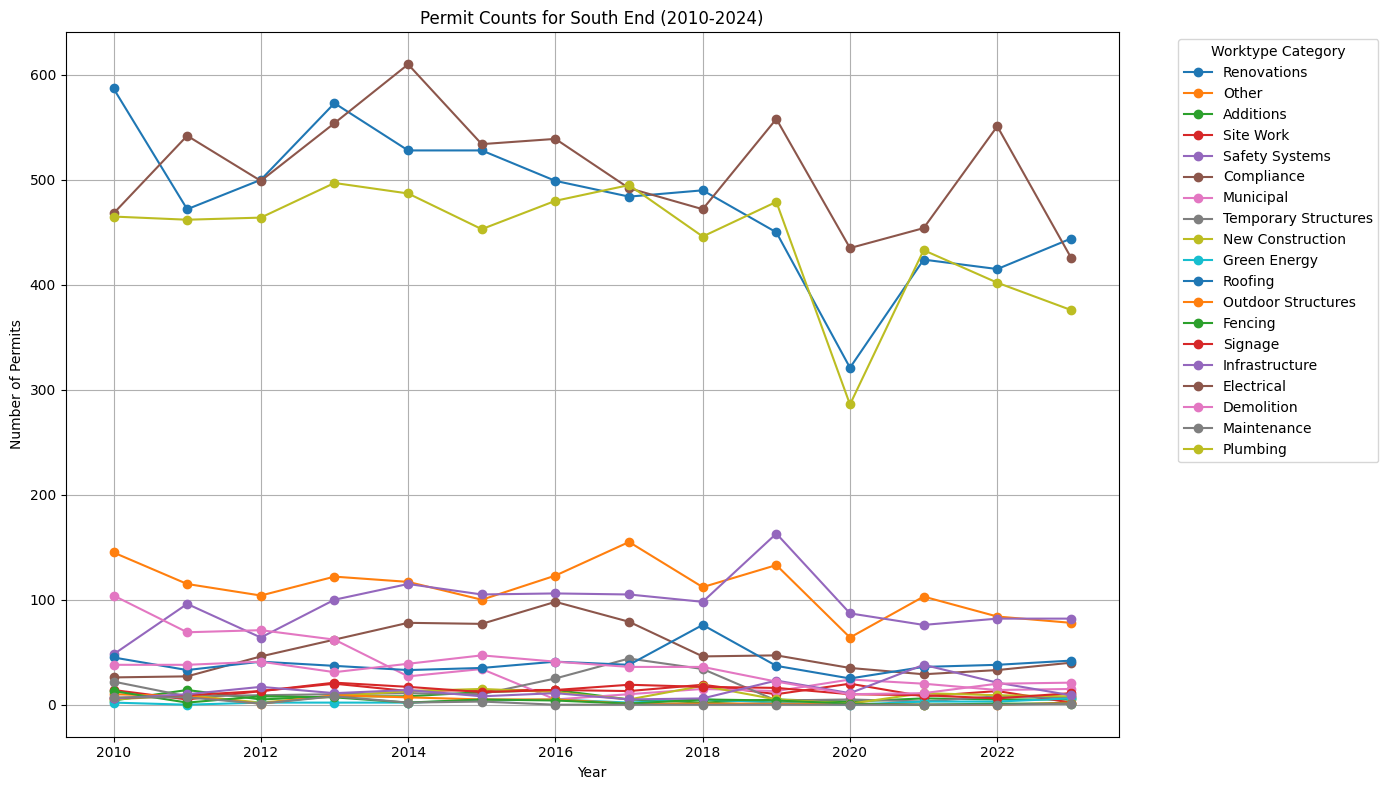 Permit Counts for South End (2010-2024)
Number of Permits
600
500
400
300
200
100
0
2010
2012
2014
2016
2018
2020
2022
Year
Worktype Category
Renovations
Other
Additions
Site Work
Safety Systems
Compliance
Municipal
Temporary Structures
New Construction
Green Energy
Roofing
Outdoor Structures
Fencing
Signage
Infrastructure
Electrical
Demolition
Maintenance
Plumbing